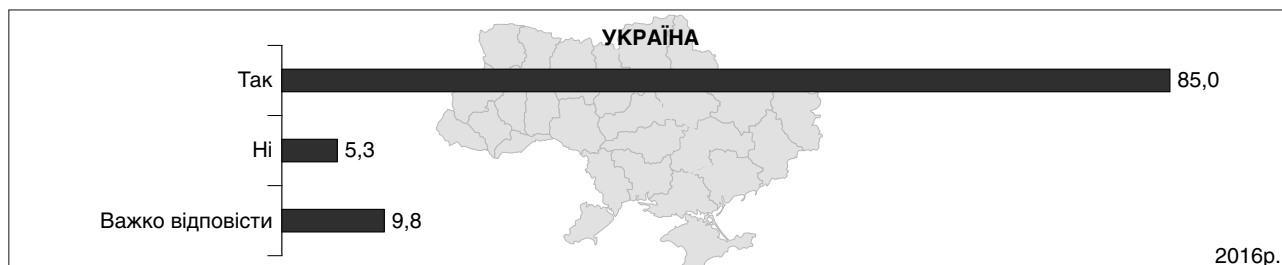 УКРАЇНА
Так 85,0
Ні 5,3
Важко відповісти 9,8
2016р.